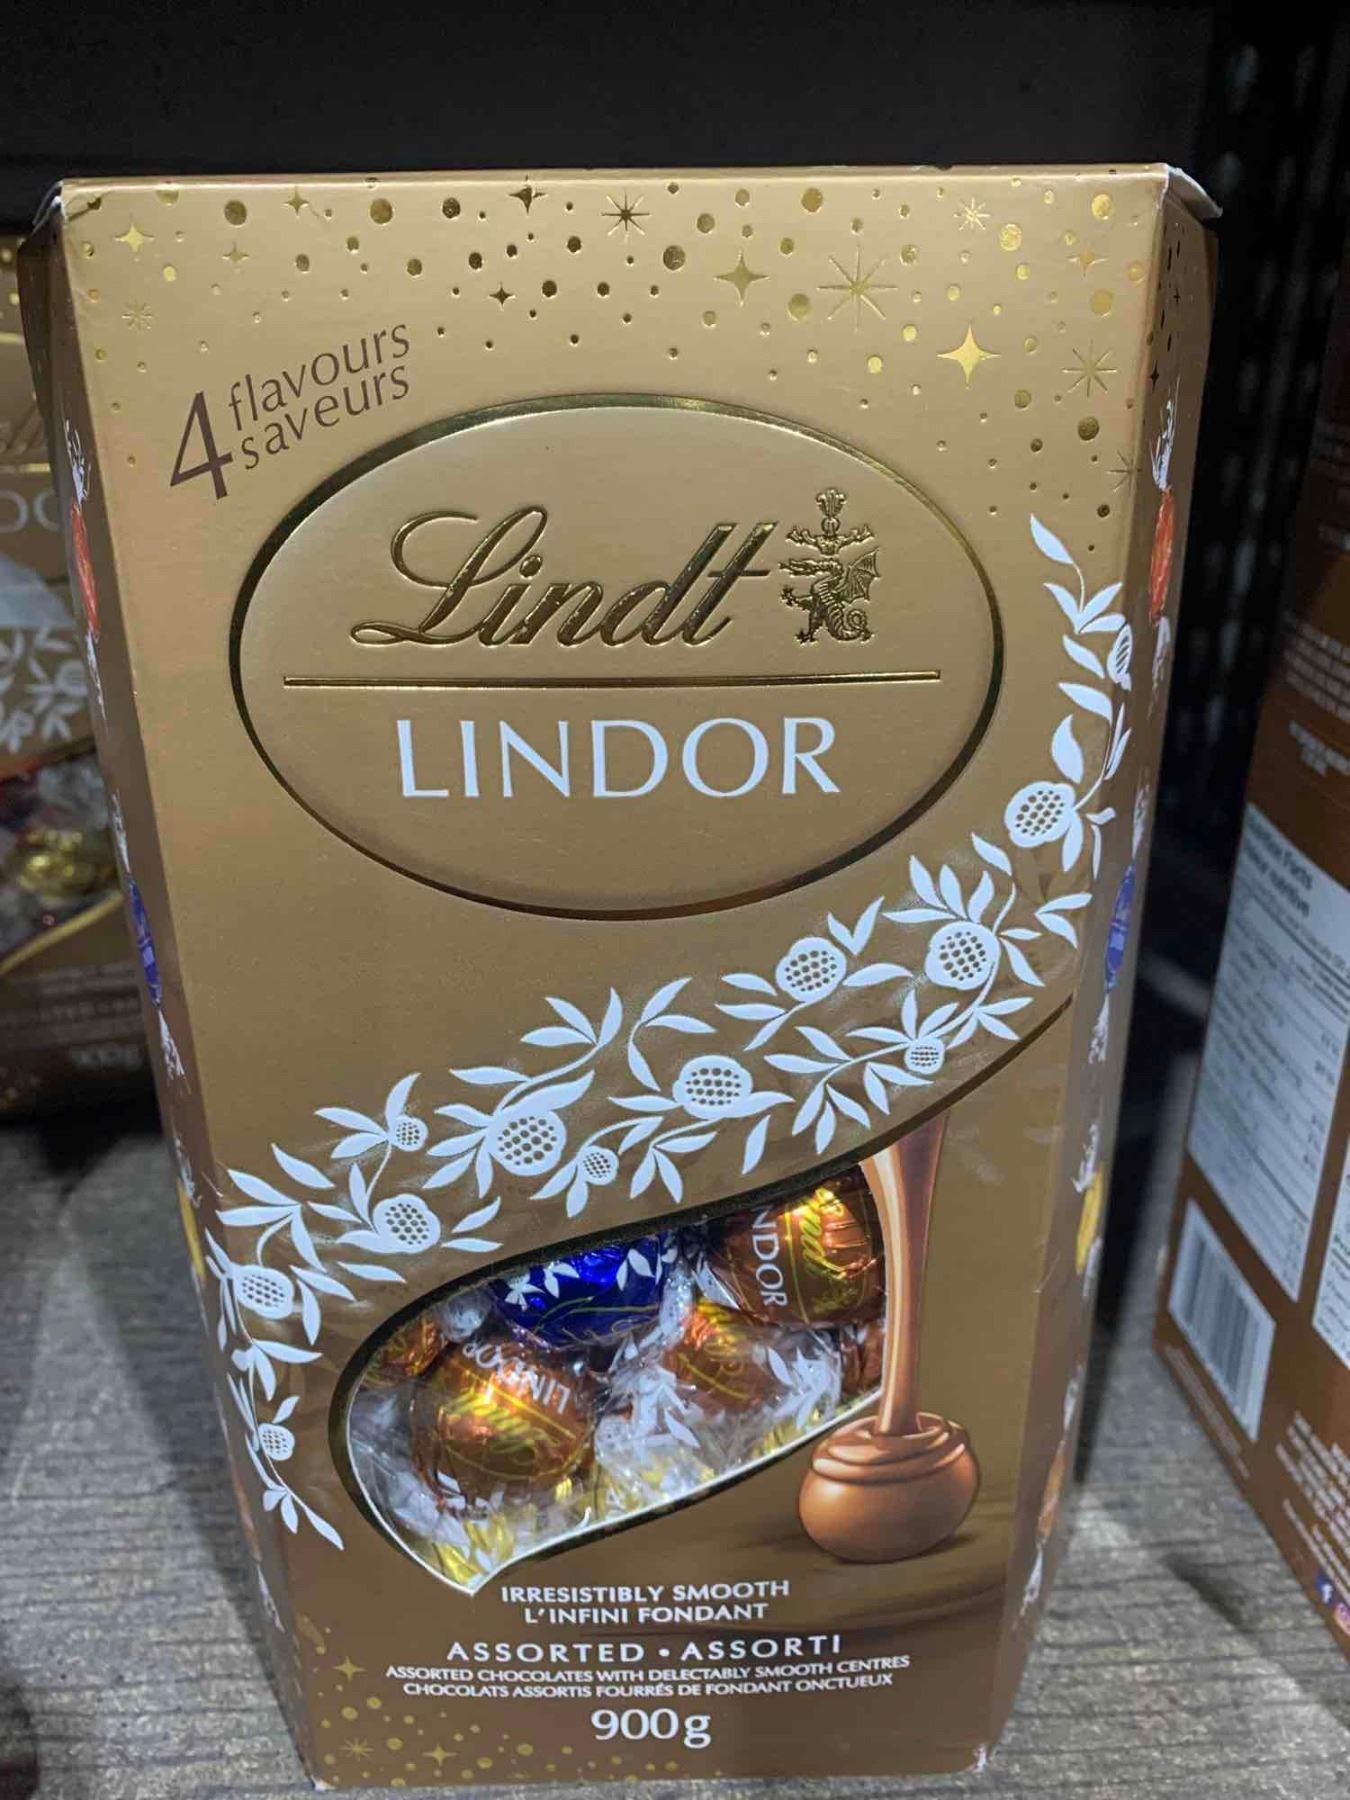 4 flavours
saveurs
Lindt
LINDOR
LINDOR
IRRESISTIBLY SMOOTH
L'INFINI FONDANT
ASSORTED • ASSORTI
ASSORTED CHOCOLATES WITH DELECTABLY SMOOTH CENTRES
CHOCOLATS ASSORTIS FOURRÉS DE FONDANT ONCTUEUX
900g